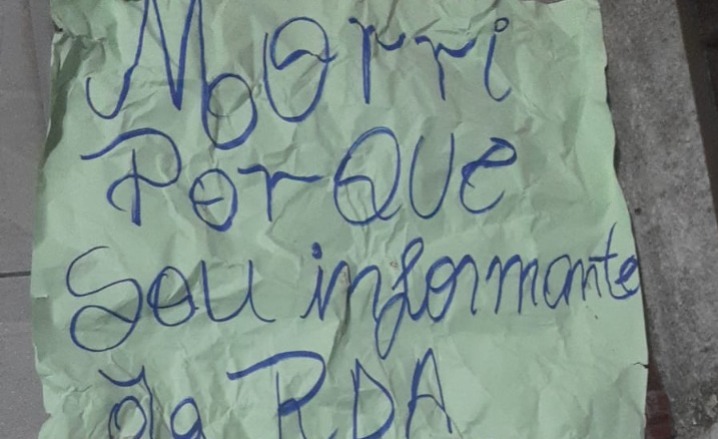 Morri
PorQUe
Sou informante
da RDA